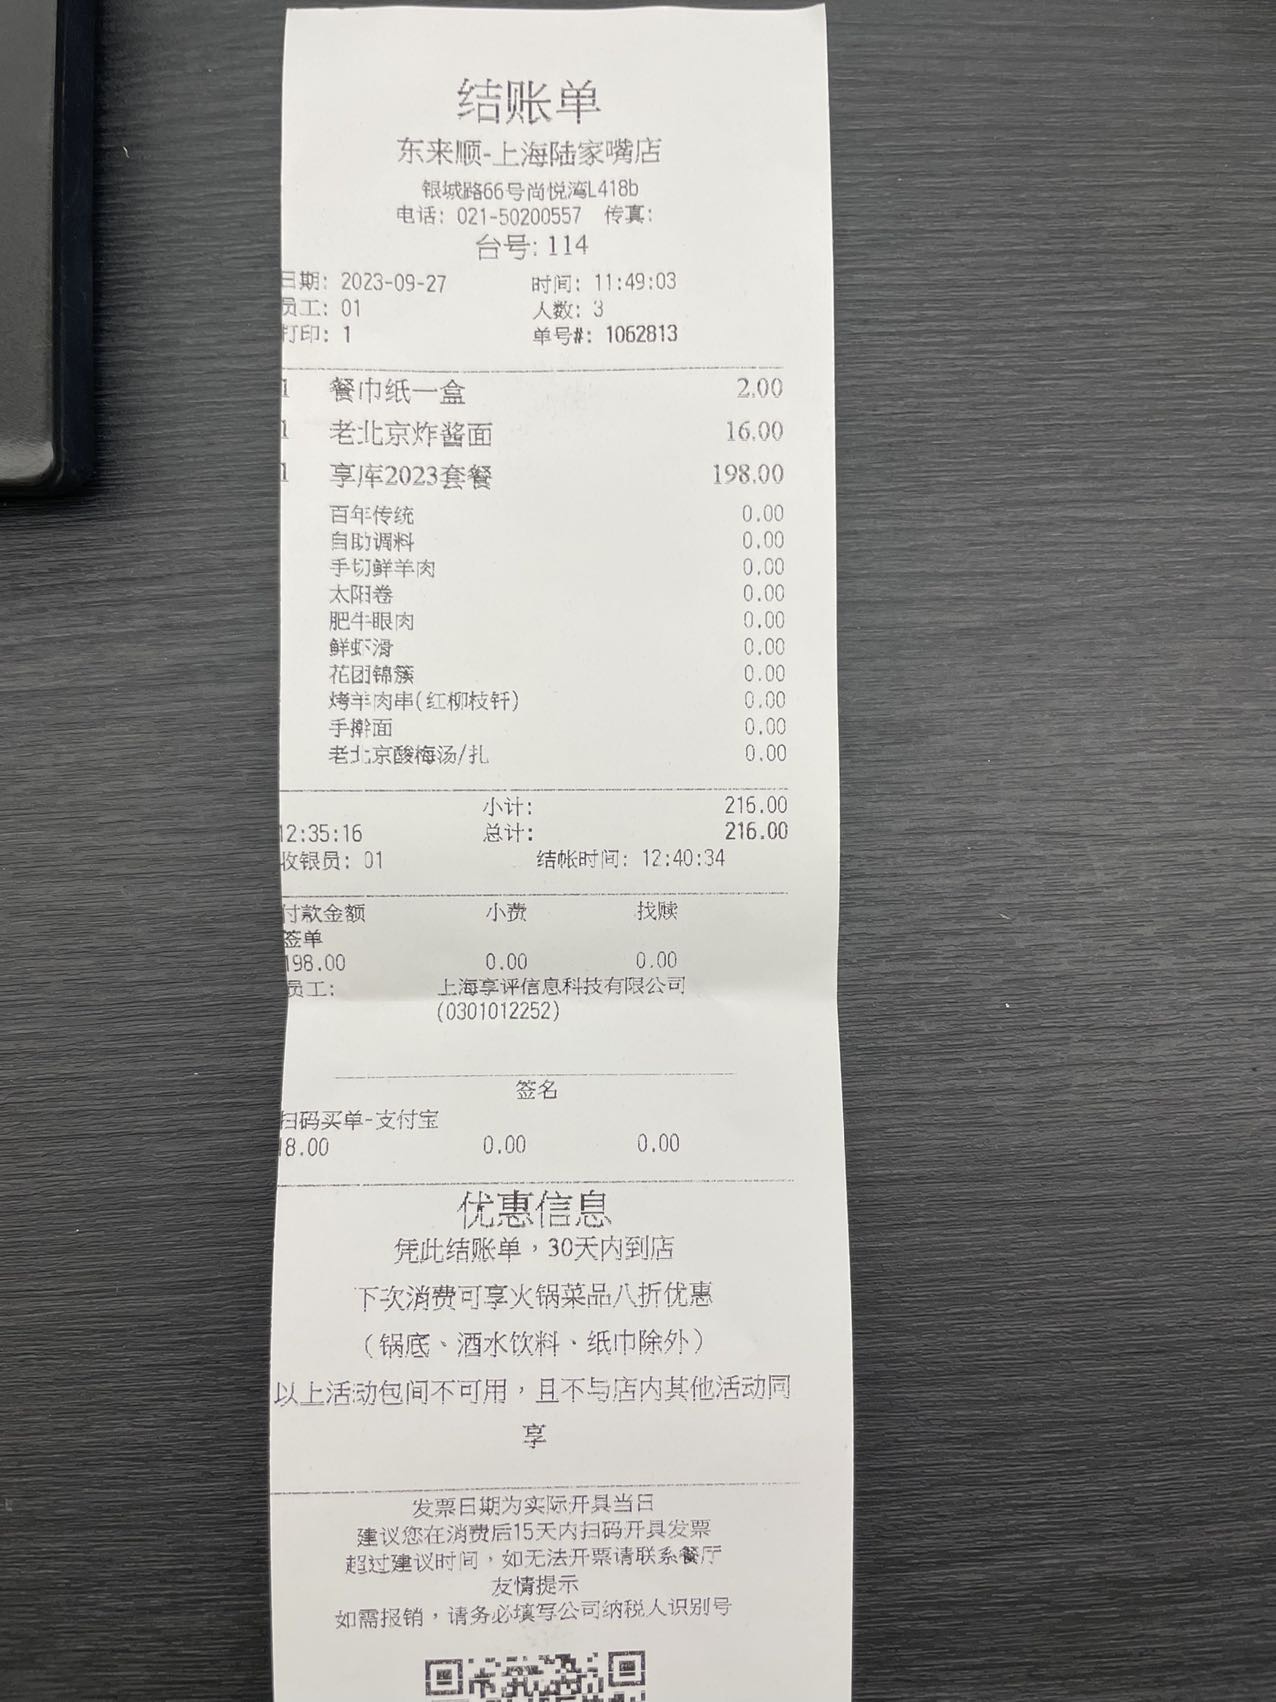 结账单
东来顺-上海陆家嘴店
银城路66号尚悦湾L418b
电话: 021-50200557 传真:
台号: 114
日期: 2023-09-27 时间: 11:49:03
员工: 01 人数: 3
打印: 1 单号#: 1062813
1 餐巾纸一盒 2.00
1 老北京炸酱面 16.00
1 享库2023套餐 198.00
百年传统 0.00
自助调料 0.00
手切鲜羊肉 0.00
太阳卷 0.00
肥牛眼肉 0.00
鲜虾滑 0.00
花团锦簇 0.00
烤羊肉串(红柳枝钎) 0.00
手擀面 0.00
老北京酸梅汤/扎 0.00
小计: 216.00
12:35:16 总计: 216.00
收银员: 01 结帐时间: 12:40:34
付款金额 小费 找赎
签单
198.00 0.00 0.00
员工: 上海享评信息科技有限公司
(0301012252)
签名
扫码买单-支付宝
18.00 0.00 0.00
优惠信息
凭此结账单，30天内到店
下次消费可享火锅菜品八折优惠
（锅底、酒水饮料、纸巾除外）
以上活动包间不可用，且不与店内其他活动同
享
发票日期为实际开具当日
建议您在消费后15天内扫码开具发票
超过建议时间，如无法开票请联系餐厅
友情提示
如需报销，请务必填写公司纳税人识别号